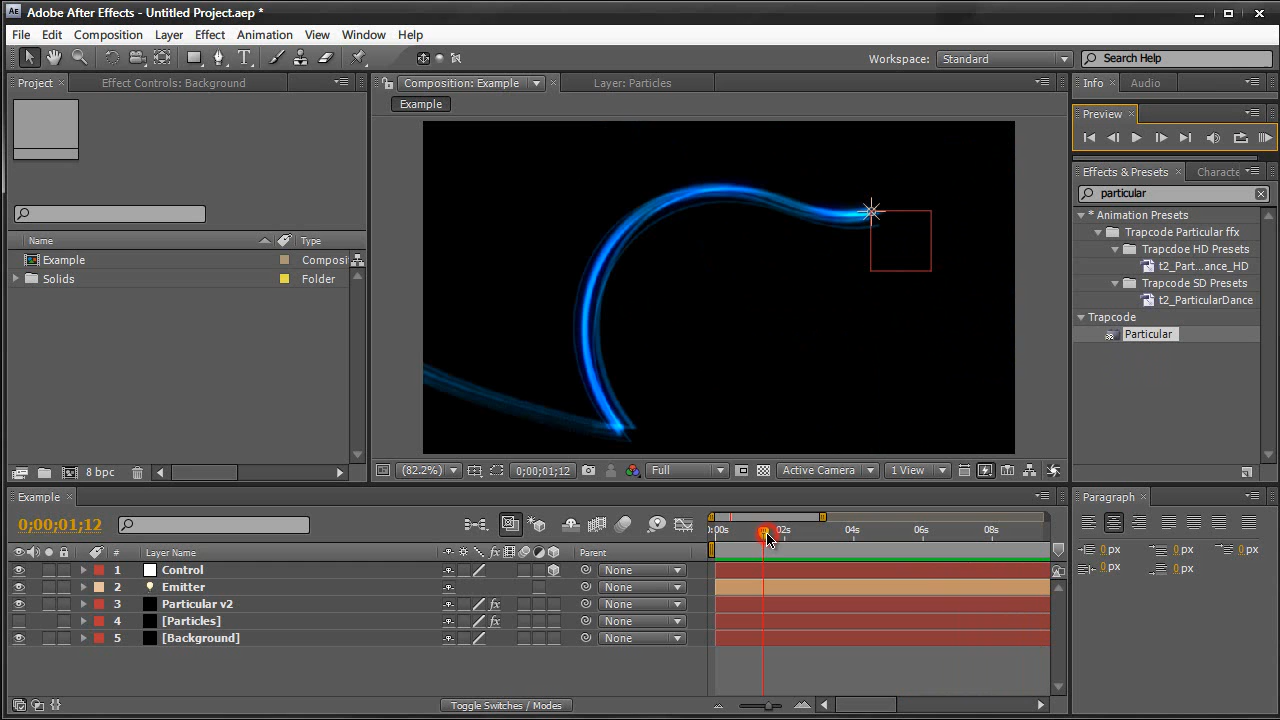 Adobe After Effects - Untitled Project.aep *
File Edit Composition Layer Effect Animation View Window Help
Workspace: Standard Search Help
Project Effect Controls: Background Composition: Example Layer: Particles Info Audio
Example
Preview
Effects & Presets Characte
particular
* Animation Presets
Trapcode Particular ffx
Trapcdoe HD Presets
t2_Part...ance_HD
Trapcode SD Presets
t2_ParticularDance
Trapcode
Particular
Name Type
Example Composi
Solids Folder
8 bpc (82.2%) 0;00;01;12 Full Active Camera 1 View
Example Paragraph
0;00;01;12
:00s 02s 04s 06s 08s
# Layer Name Parent
1 Control None
2 Emitter None
3 Particular v2 None
4 [Particles] None
5 [Background] None
0 px 0 px 0 px
0 px 0 px
Toggle Switches / Modes